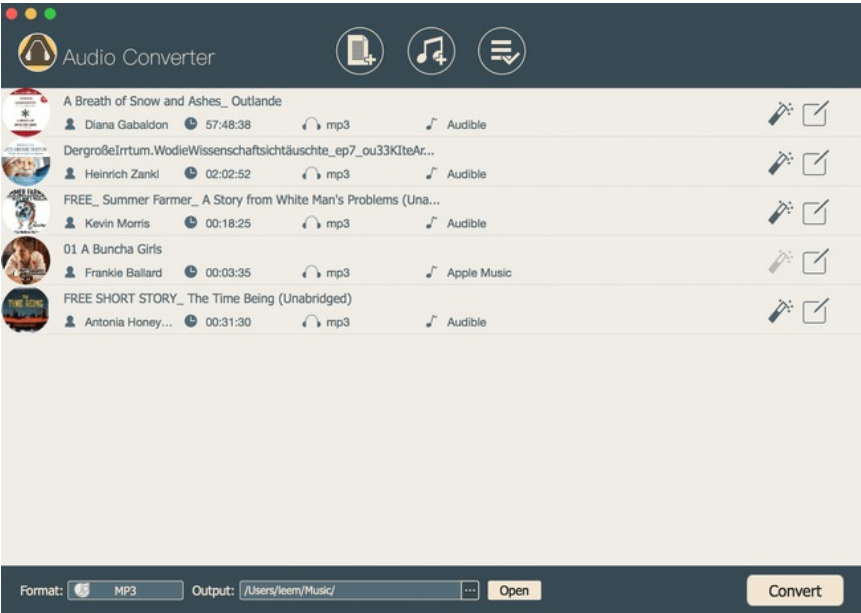 Audio Converter
A Breath of Snow and Ashes_ Outlande
Diana Gabaldon 57:48:38 mp3 Audible
DergroßeIrrtum.WodieWissenschaftsichtäuschte_ep7_ou33KIteAr...
Heinrich Zankl 02:02:52 mp3 Audible
FREE_ Summer Farmer_ A Story from White Man's Problems (Una...
Kevin Morris 00:18:25 mp3 Audible
01 A Buncha Girls
Frankie Ballard 00:03:35 mp3 Apple Music
TIME BEING
FREE SHORT STORY_ The Time Being (Unabridged)
Antonia Honey... 00:31:30 mp3 Audible
Format: MP3 Output: /Users/leem/Music/ ... Open Convert